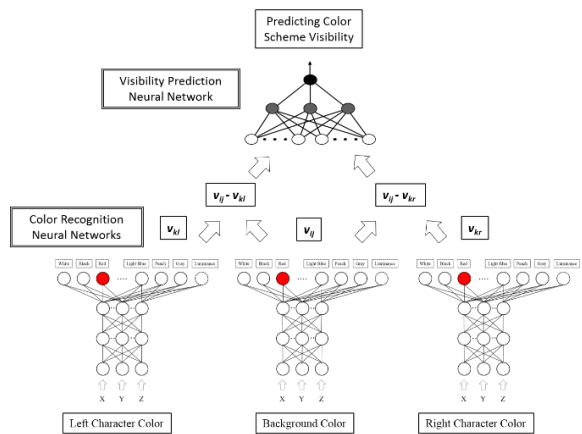 Predicting Color
Scheme Visibility
Visibility Prediction
Neural Network
v_ij - v_kl
v_ij - v_kr
Color Recognition
Neural Networks
v_kl
v_ij
v_kr
White Black Red .... Light Blue Peach Gray Luminance
White Black Red .... Light Blue Peach Gray Luminance
White Black Red .... Light Blue Peach Gray Luminance
X Y Z
X Y Z
X Y Z
Left Character Color
Background Color
Right Character Color